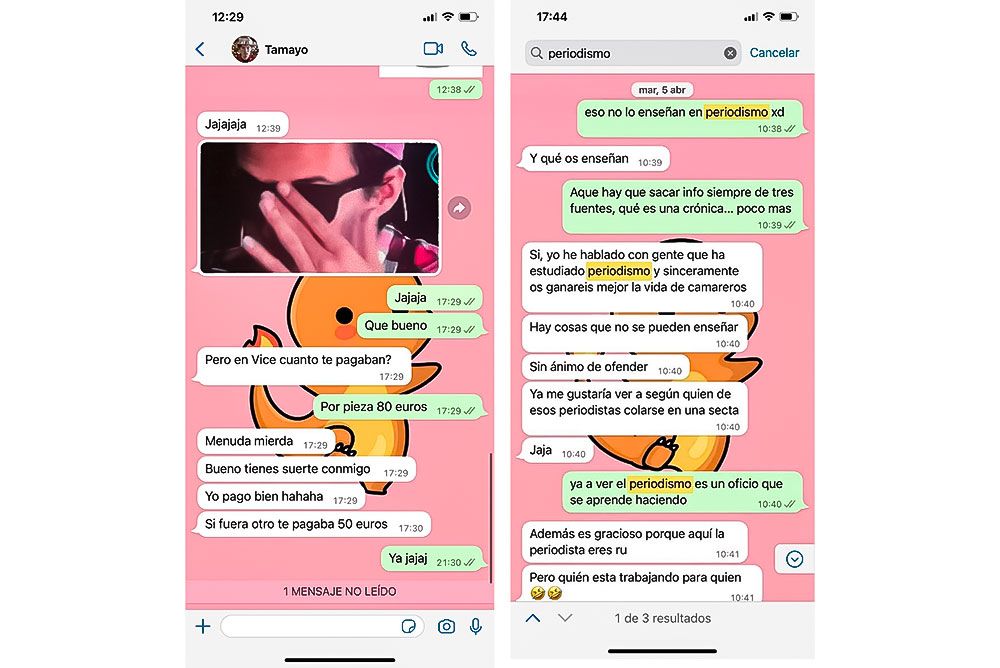 12:29
Tamayo
12:38
Jajajaja 12:39
Jajaja 17:29
Que bueno 17:29
Pero en Vice cuanto te pagaban?
17:29
Por pieza 80 euros 17:29
Menuda mierda 17:29
Bueno tienes suerte conmigo 17:29
Yo pago bien hahaha 17:29
Si fuera otro te pagaba 50 euros 17:30
Ya jajaj 21:30
1 MENSAJE NO LEÍDO
17:44
periodismo
Cancelar
mar, 5 abr
eso no lo enseñan en periodismo xd
10:38
Y qué os enseñan 10:39
Aque hay que sacar info siempre de tres
fuentes, qué es una crónica... poco mas
10:39
Si, yo he hablado con gente que ha
estudiado periodismo y sinceramente
os ganareis mejor la vida de camareros
10:40
Hay cosas que no se pueden enseñar
10:40
Sin ánimo de ofender 10:40
Ya me gustaría ver a según quien de
esos periodistas colarse en una secta
10:40
Jaja 10:40
ya a ver el periodismo es un oficio que
se aprende haciendo 10:40
Además es gracioso porque aquí la
periodista eres ru 10:41
Pero quién esta trabajando para quien
🤣🤣 10:41
1 de 3 resultados